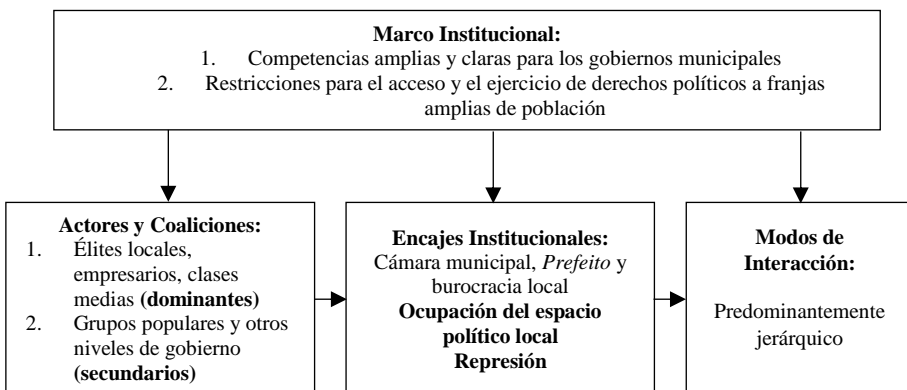 Marco Institucional:
1. Competencias amplias y claras para los gobiernos municipales
2. Restricciones para el acceso y el ejercicio de derechos políticos a franjas
amplias de población
Actores y Coaliciones:
1. Élites locales,
empresarios, clases
medias (dominantes)
2. Grupos populares y otros
niveles de gobierno
(secundarios)
Encajes Institucionales:
Cámara municipal, Prefeito y
burocracia local
Ocupación del espacio
político local
Represión
Modos de
Interacción:
Predominantemente
jerárquico